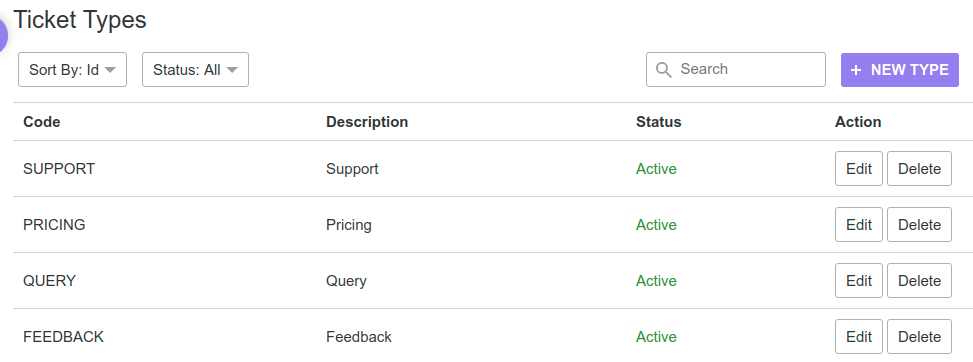 Ticket Types
Sort By: Id Status: All Search + NEW TYPE
Code Description Status Action
SUPPORT Support Active Edit Delete
PRICING Pricing Active Edit Delete
QUERY Query Active Edit Delete
FEEDBACK Feedback Active Edit Delete